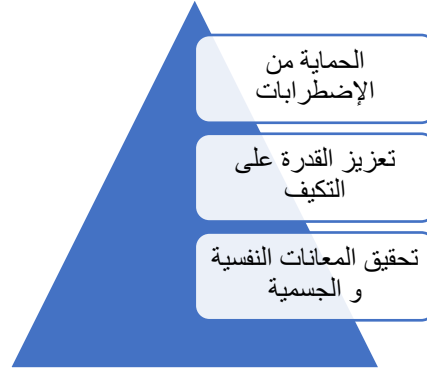 الحماية من
الإضطرابات
تعزيز القدرة على
التكيف
تحقيق المعانات النفسية
و الجسمية